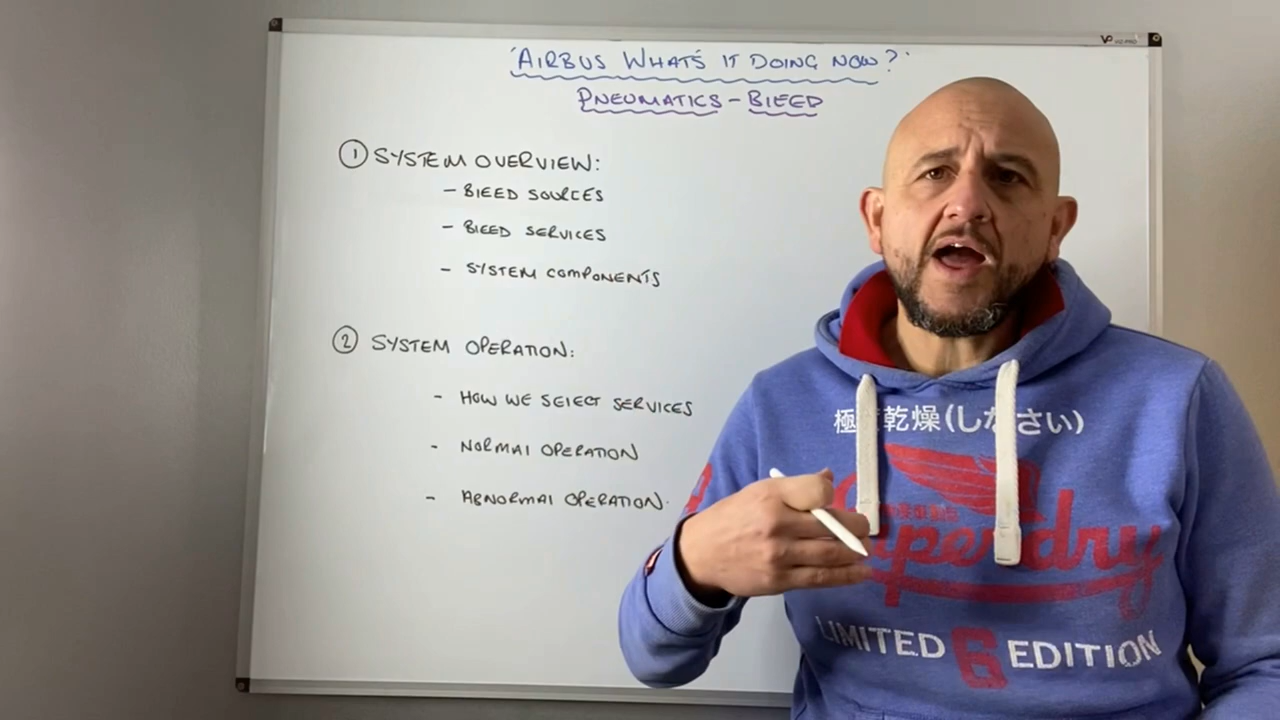 'AIRBUS WHAT'S IT DOING NOW?'
PNEUMATICS - BLEED
① SYSTEM OVERVIEW:
- BLEED SOURCES
- BLEED SERVICES
- SYSTEM COMPONENTS
② SYSTEM OPERATION:
- HOW WE SELECT SERVICES
- NORMAL OPERATION
- ABNORMAL OPERATION.
極 乾燥(しなさい)
Superdry
LIMITED 6 EDITION